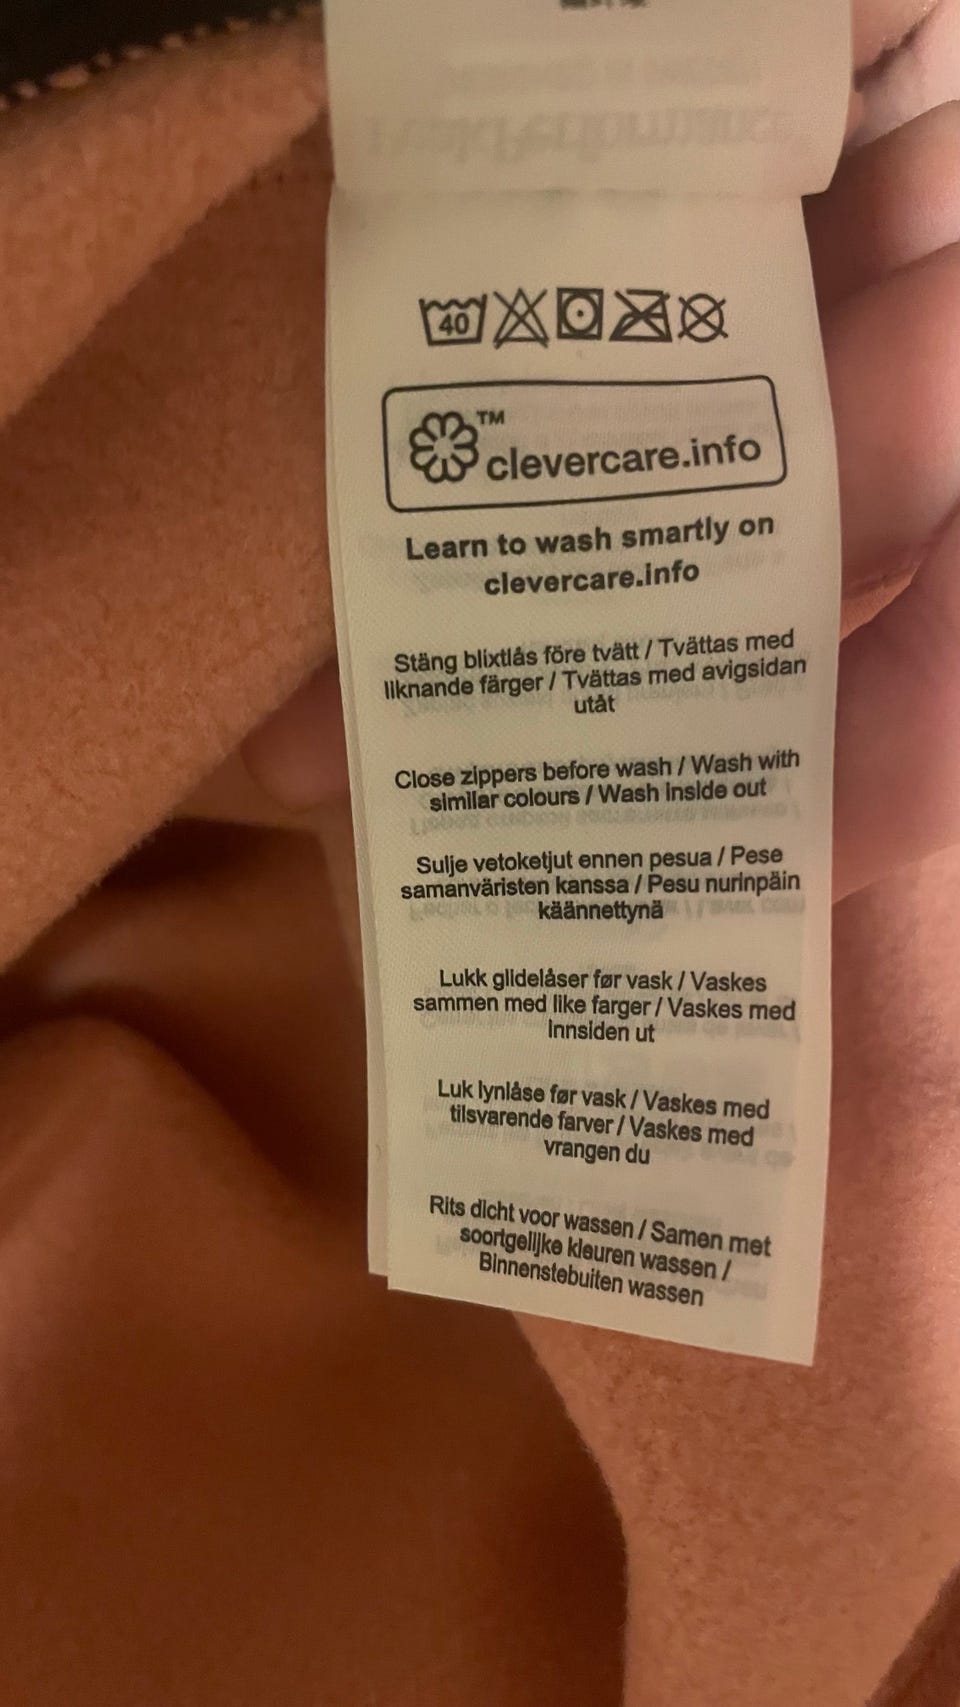 40
™
clevercare.info
Learn to wash smartly on
clevercare.info
Stäng blixtlås före tvätt / Tvättas med
liknande färger / Tvättas med avigsidan
utåt
Close zippers before wash / Wash with
similar colours / Wash inside out
Sulje vetoketjut ennen pesua / Pese
samanväristen kanssa / Pesu nurinpäin
käännettynä
Lukk glidelåser før vask / Vaskes
sammen med like farger / Vaskes med
innsiden ut
Luk lynlåse før vask / Vaskes med
tilsvarende farver / Vaskes med
vrangen du
Rits dicht voor wassen / Samen met
soortgelijke kleuren wassen /
Binnenstebuiten wassen